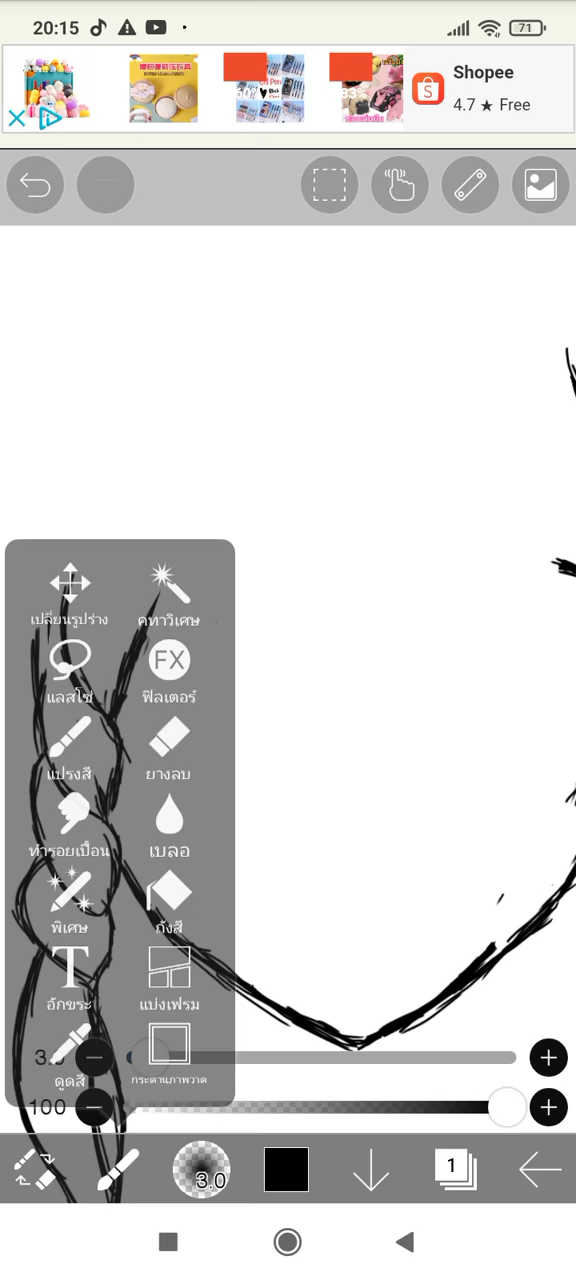 20:15
71
Shopee
4.7 ★ Free
60%
33%
เปลี่ยนรูปร่าง
คทาวิเศษ
FX
แลสโซ่
ฟิลเตอร์
แปรงสี
ยางลบ
ทำรอยเปื้อน
เบลอ
พิเศษ
ถังสี
T
อักขระ
แบ่งเฟรม
ดูดสี
กระดานภาพวาด
100
3.0
1